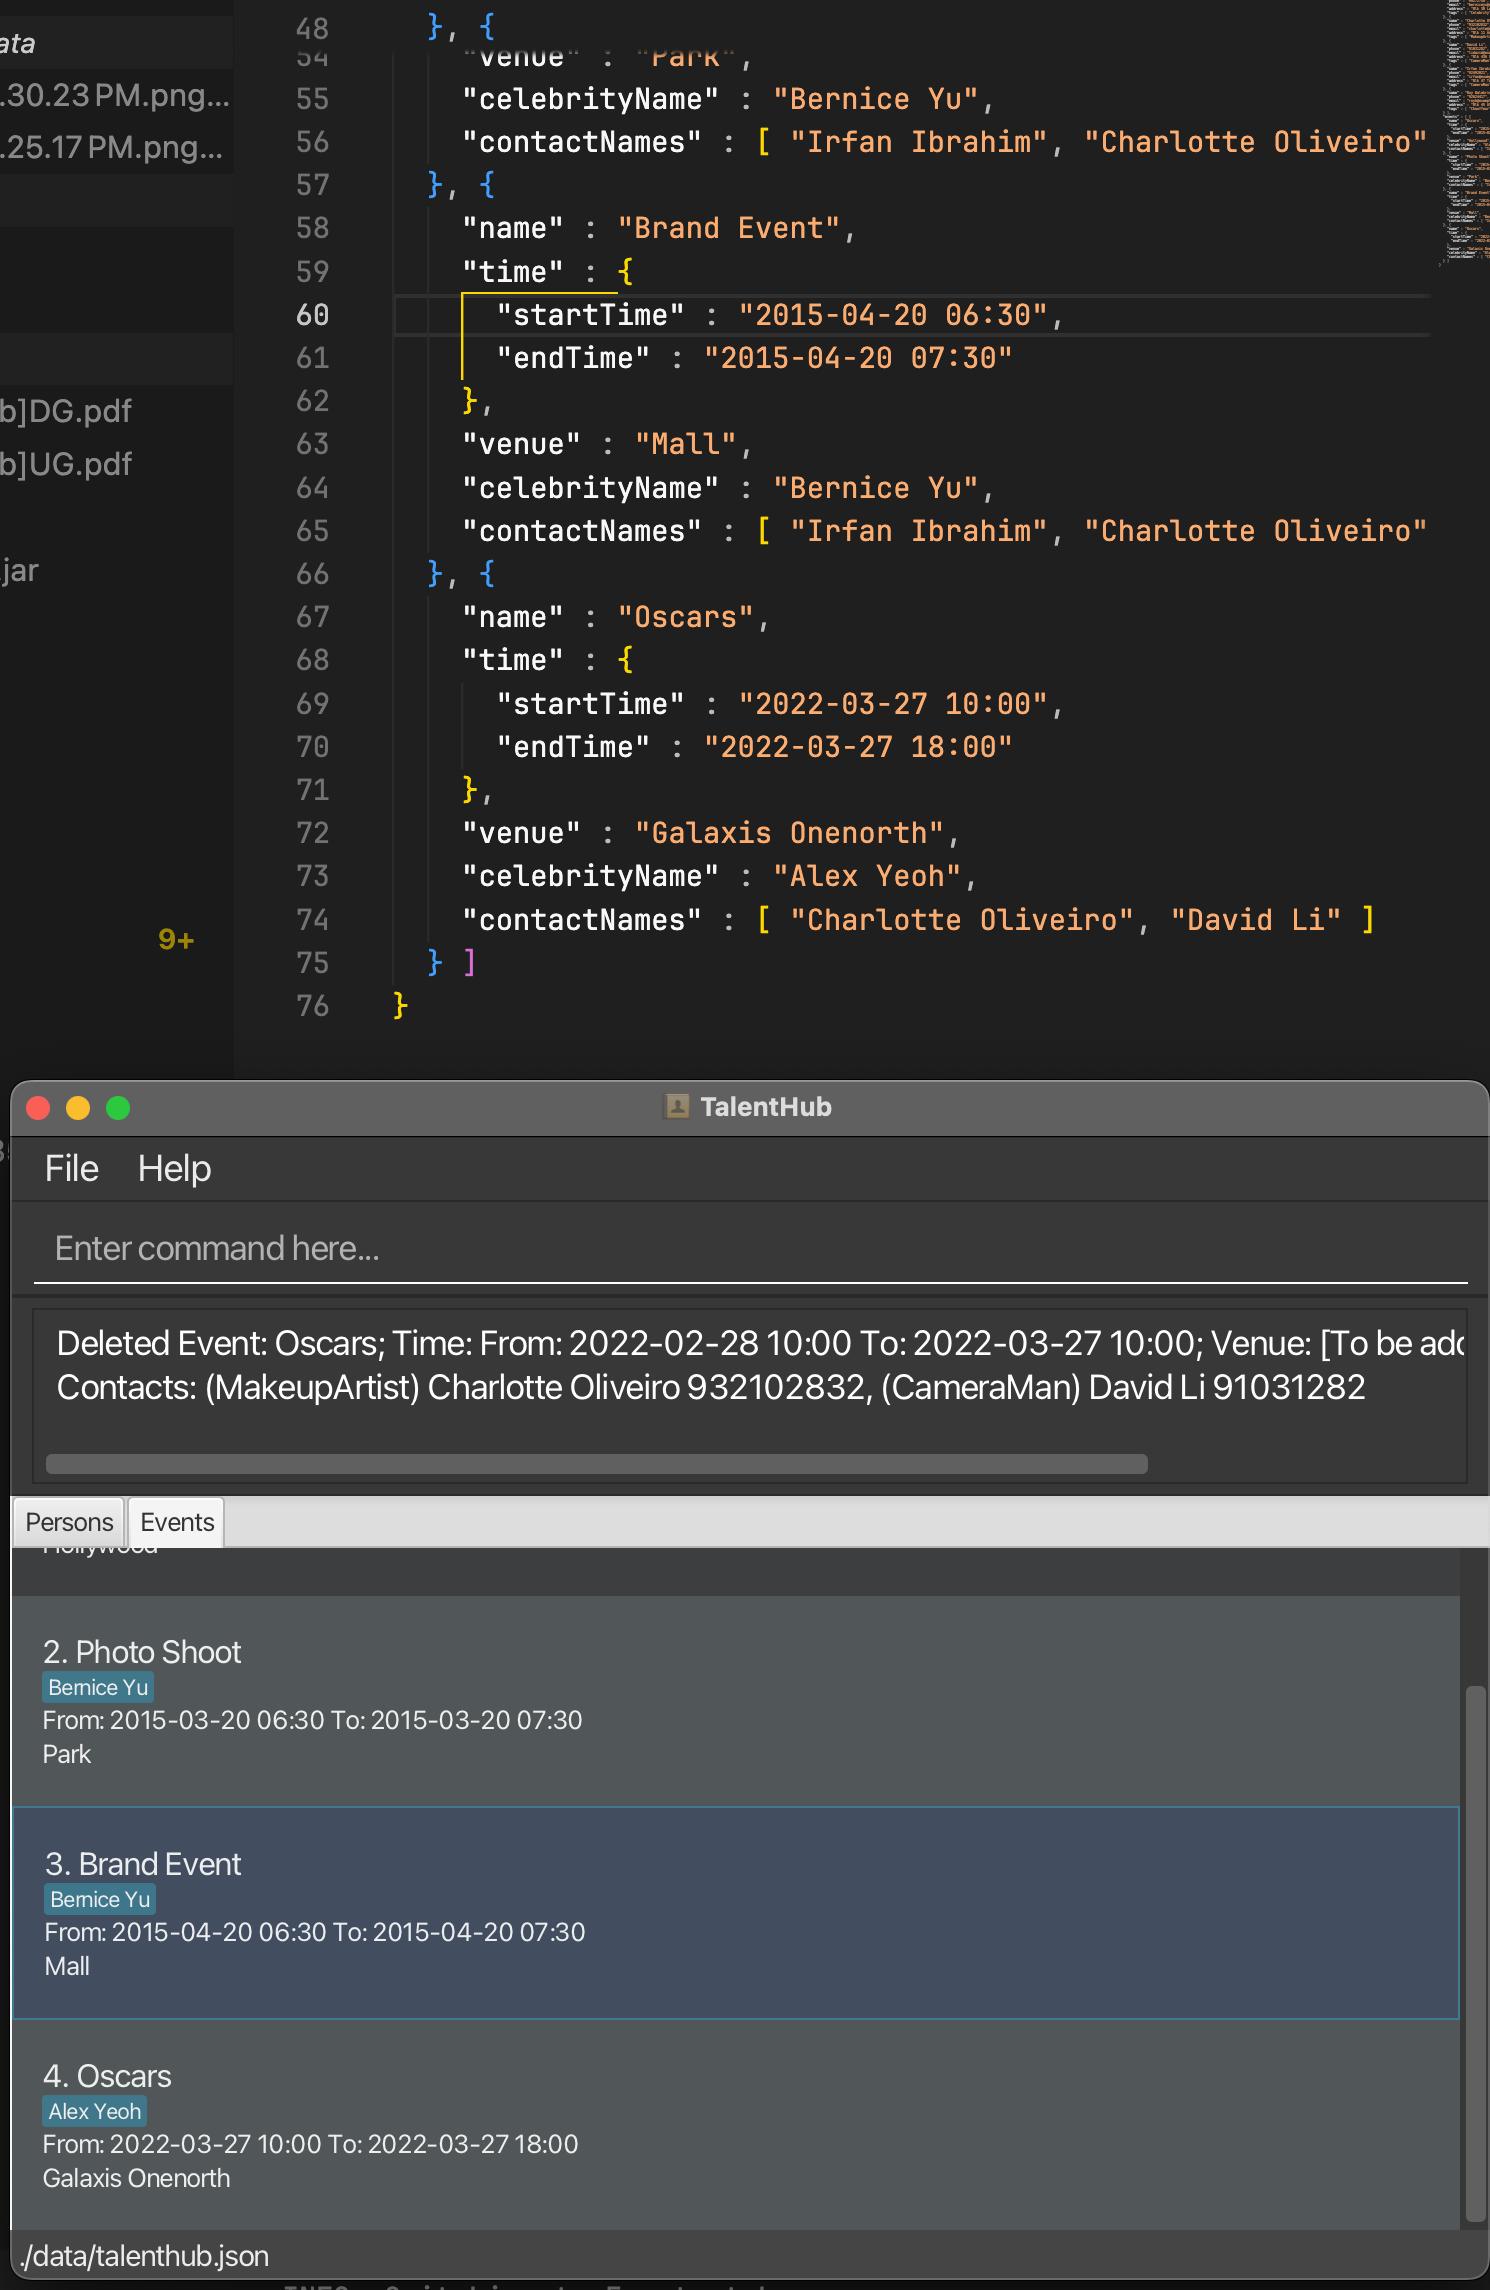 ata
.30.23 PM.png...
.25.17 PM.png...
b]DG.pdf
b]UG.pdf
.jar
9+
48 }, {
54 "venue" : "Park",
55 "celebrityName" : "Bernice Yu",
56 "contactNames" : [ "Irfan Ibrahim", "Charlotte Oliveiro"
57 }, {
58 "name" : "Brand Event",
59 "time" : {
60 "startTime" : "2015-04-20 06:30",
61 "endTime" : "2015-04-20 07:30"
62 },
63 "venue" : "Mall",
64 "celebrityName" : "Bernice Yu",
65 "contactNames" : [ "Irfan Ibrahim", "Charlotte Oliveiro"
66 }, {
67 "name" : "Oscars",
68 "time" : {
69 "startTime" : "2022-03-27 10:00",
70 "endTime" : "2022-03-27 18:00"
71 },
72 "venue" : "Galaxis Onenorth",
73 "celebrityName" : "Alex Yeoh",
74 "contactNames" : [ "Charlotte Oliveiro", "David Li" ]
75 } ]
76 }
TalentHub
File Help
Enter command here...
Deleted Event: Oscars; Time: From: 2022-02-28 10:00 To: 2022-03-27 10:00; Venue: [To be add
Contacts: (MakeupArtist) Charlotte Oliveiro 932102832, (CameraMan) David Li 91031282
Persons Events
Hollywood
2. Photo Shoot
Bernice Yu
From: 2015-03-20 06:30 To: 2015-03-20 07:30
Park
3. Brand Event
Bernice Yu
From: 2015-04-20 06:30 To: 2015-04-20 07:30
Mall
4. Oscars
Alex Yeoh
From: 2022-03-27 10:00 To: 2022-03-27 18:00
Galaxis Onenorth
./data/talenthub.json